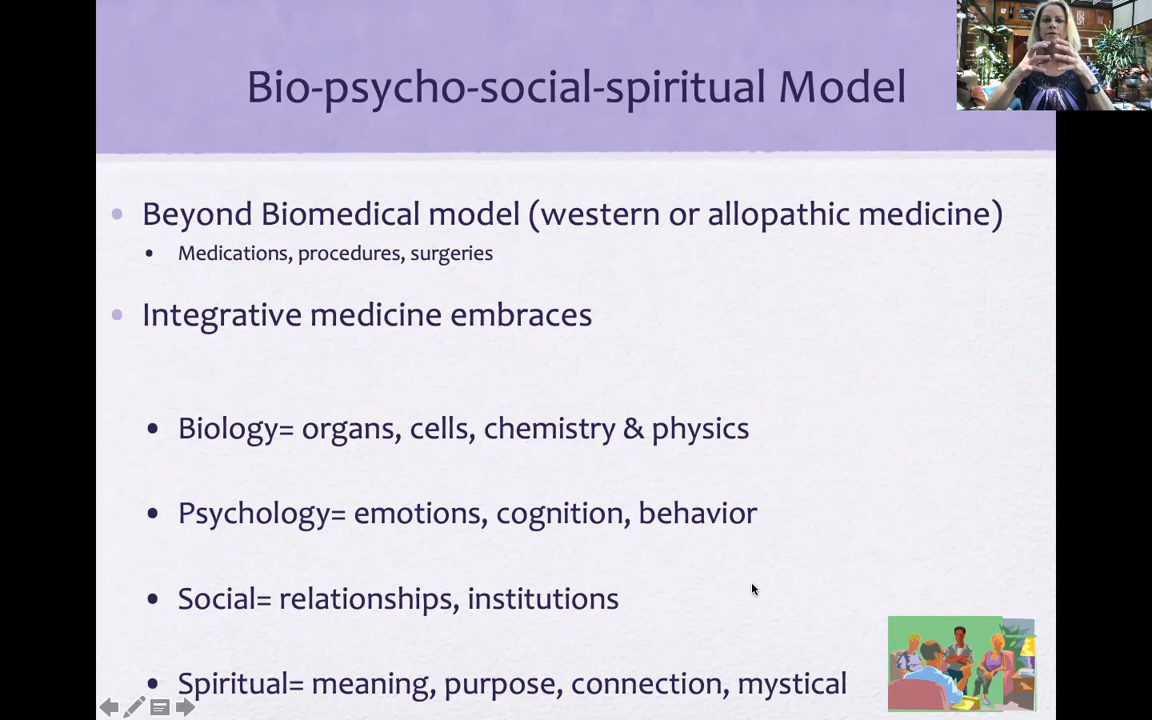 Bio-psycho-social-spiritual Model
Beyond Biomedical model (western or allopathic medicine)
Medications, procedures, surgeries
Integrative medicine embraces
Biology= organs, cells, chemistry & physics
Psychology= emotions, cognition, behavior
Social= relationships, institutions
Spiritual= meaning, purpose, connection, mystical